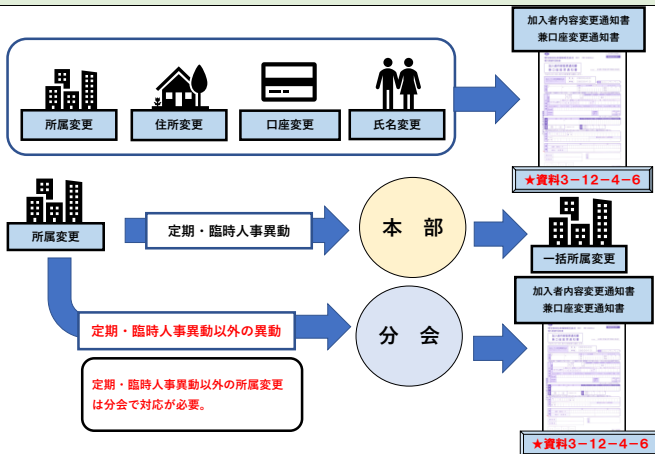 加入者内容変更通知書
兼口座変更通知書
所属変更
住所変更
口座変更
氏名変更
★資料3－12－4－6
所属変更
定期・臨時人事異動
本　部
一括所属変更
加入者内容変更通知書
兼口座変更通知書
定期・臨時人事異動以外の異動
分　会
定期・臨時人事異動以外の所属変更
は分会で対応が必要。
★資料3－12－4－6